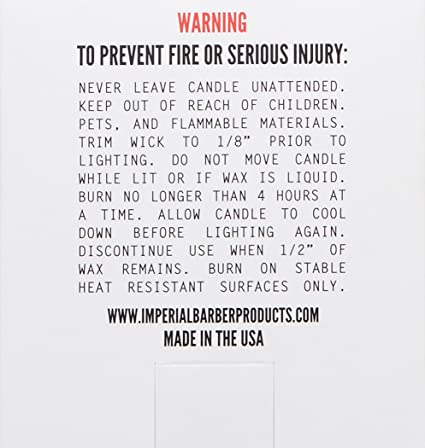 WARNING
TO PREVENT FIRE OR SERIOUS INJURY:
NEVER LEAVE CANDLE UNATTENDED.
KEEP OUT OF REACH OF CHILDREN.
PETS, AND FLAMMABLE MATERIALS.
TRIM WICK TO 1/8” PRIOR TO
LIGHTING. DO NOT MOVE CANDLE
WHILE LIT OR IF WAX IS LIQUID.
BURN NO LONGER THAN 4 HOURS AT
A TIME. ALLOW CANDLE TO COOL
DOWN BEFORE LIGHTING AGAIN.
DISCONTINUE USE WHEN 1/2” OF
WAX REMAINS. BURN ON STABLE
HEAT RESISTANT SURFACES ONLY.
WWW.IMPERIALBARBERPRODUCTS.COM
MADE IN THE USA